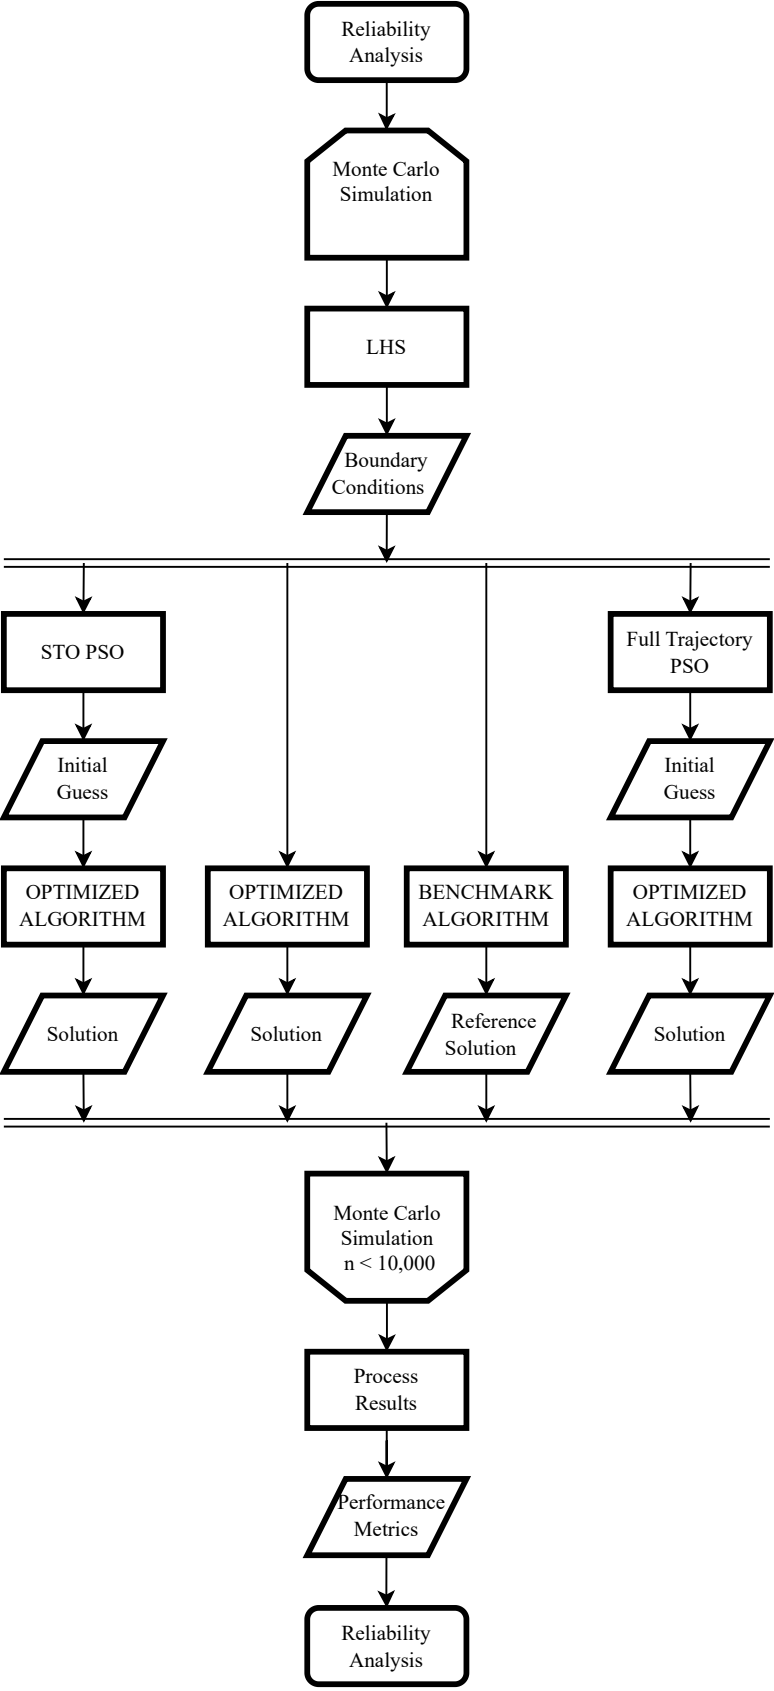 Reliability
Analysis
Monte Carlo
Simulation
LHS
Boundary
Conditions
STO PSO
Full Trajectory
PSO
Initial
Guess
Initial
Guess
OPTIMIZED
ALGORITHM
OPTIMIZED
ALGORITHM
BENCHMARK
ALGORITHM
OPTIMIZED
ALGORITHM
Solution
Solution
Reference
Solution
Solution
Monte Carlo
Simulation
n < 10,000
Process
Results
Performance
Metrics
Reliability
Analysis